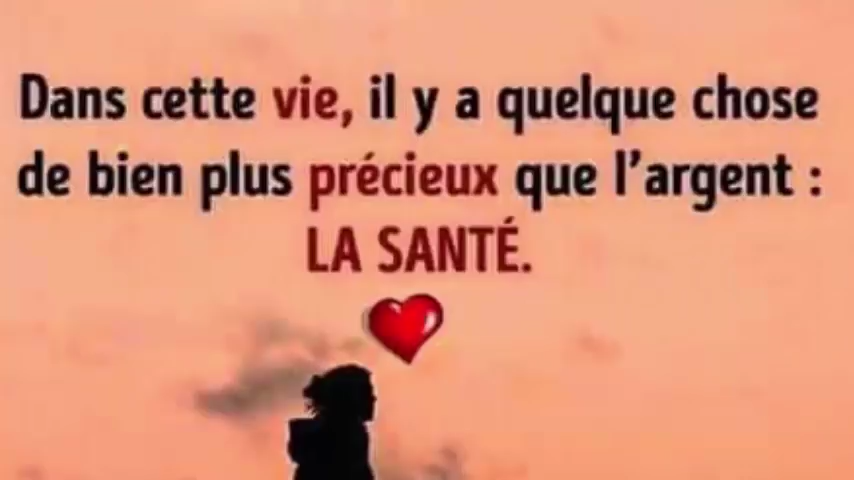 Dans cette vie, il y a quelque chose
de bien plus précieux que l’argent :
LA SANTÉ.